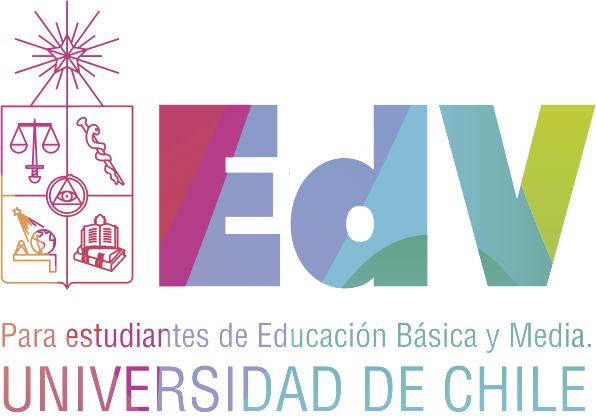 EdV
Para estudiantes de Educación Básica y Media.
UNIVERSIDAD DE CHILE